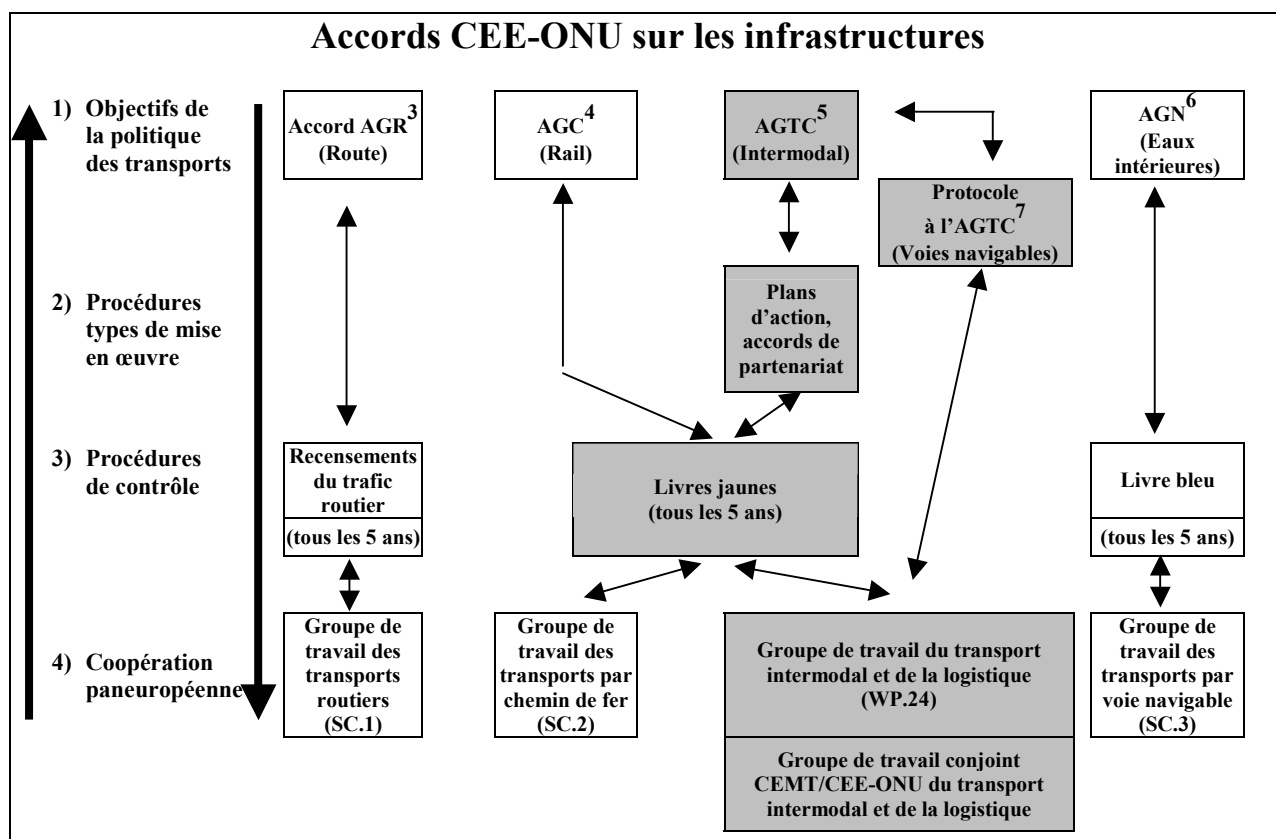 Accords CEE-ONU sur les infrastructures
1) Objectifs de
la politique
des transports
Accord AGR3
(Route)
AGC4
(Rail)
AGTC5
(Intermodal)
Protocole
à l’AGTC7
(Voies navigables)
AGN6
(Eaux
intérieures)
2) Procédures
types de mise
en œuvre
Plans
d’action,
accords de
partenariat
3) Procédures
de contrôle
Recensements
du trafic
routier
(tous les 5 ans)
Livres jaunes
(tous les 5 ans)
Livre bleu
(tous les 5 ans)
4) Coopération
paneuropéenne
Groupe de
travail des
transports
routiers
(SC.1)
Groupe de
travail des
transports par
chemin de fer
(SC.2)
Groupe de travail du transport
intermodal et de la logistique
(WP.24)
Groupe de travail conjoint
CEMT/CEE-ONU du transport
intermodal et de la logistique
Groupe de
travail des
transports par
voie navigable
(SC.3)